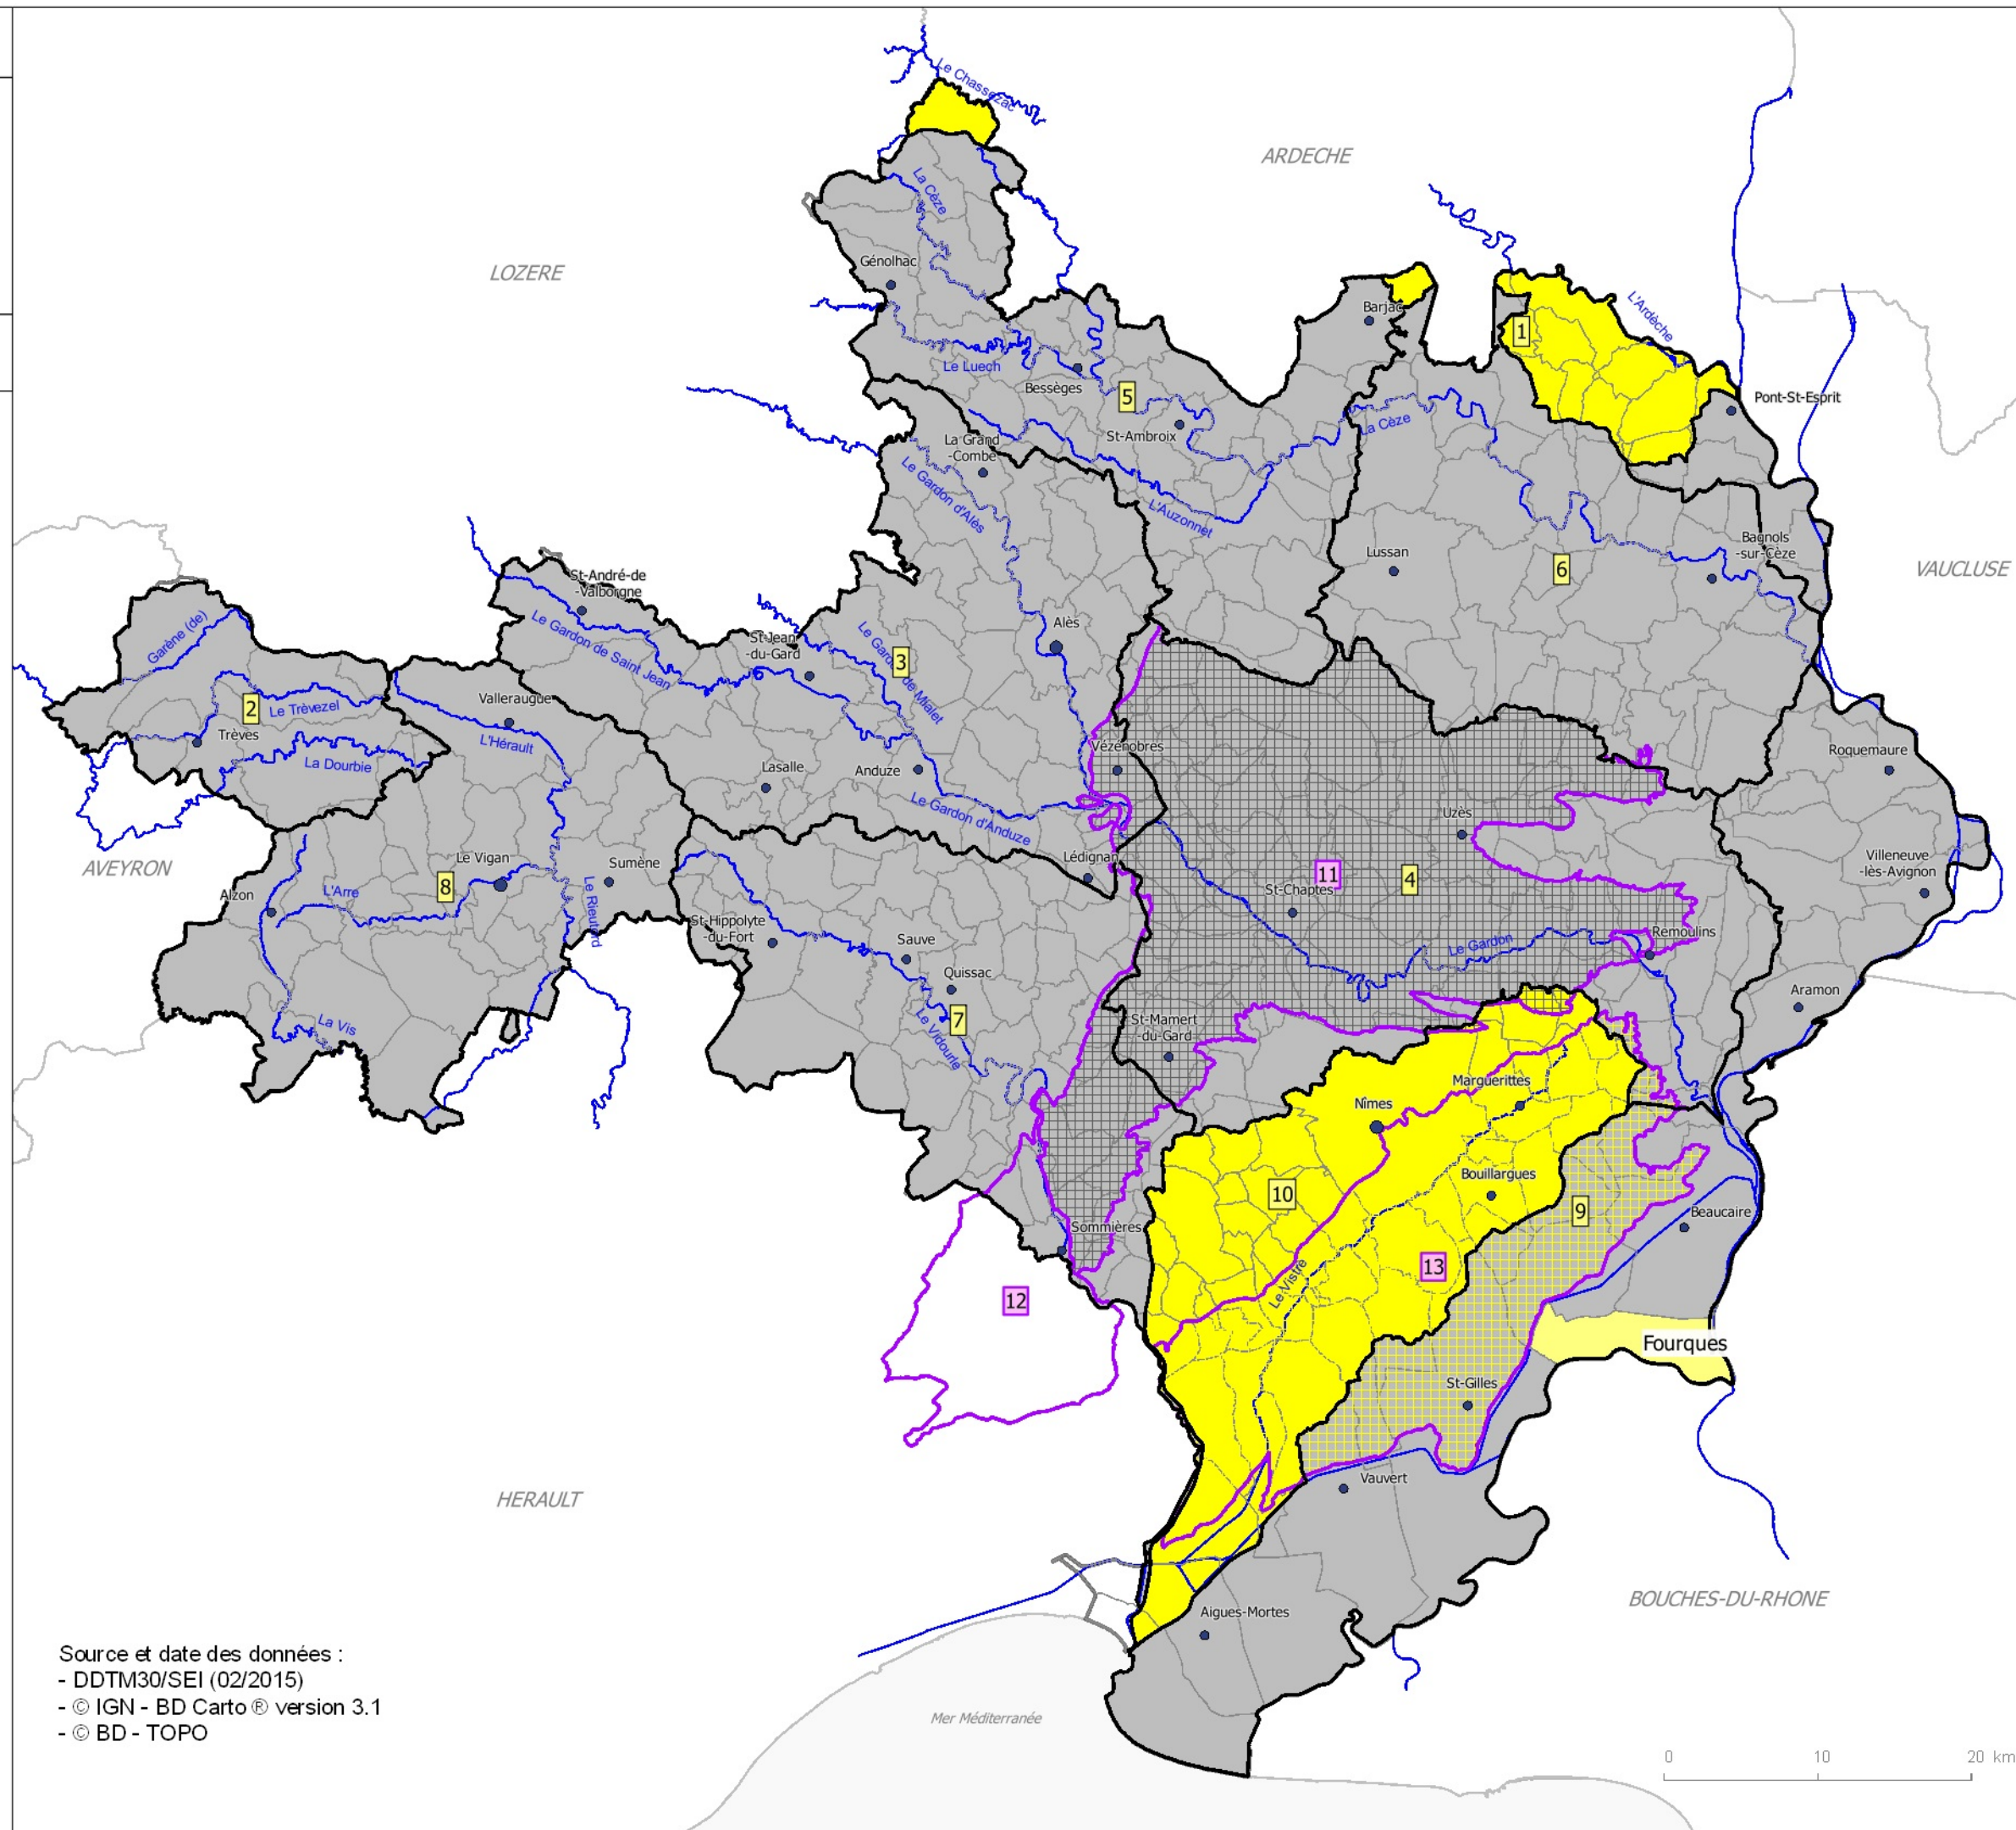 Le Chassezac
ARDECHE
La Cèze
Génolhac
LOZERE
Barjac
1
L'Ardèche
Le Luech
Bessèges
5
Pont-St-Esprit
La Grand
-Combe
St-Ambroix
La Cèze
Le Gardon d'Alès
L'Auzonnet
Lussan
6
Bagnols
-sur-Cèze
VAUCLUSE
St-André-de
-Valborgne
Garène (de)
Le Gardon de Saint Jean
St-Jean
-du-Gard
Le Gardon de Mialet
3
Alès
2
Le Trèvezel
Trèves
La Dourbie
Valleraugue
L'Hérault
Vézénobres
Roquemaure
Lasalle
Anduze
Le Gardon d'Anduze
Uzès
AVEYRON
Le Vigan
Sumène
Lédignan
Villeneuve
-lès-Avignon
8
Alzon
L'Arre
Le Rieutord
11
4
St-Chaptes
St-Hippolyte
-du-Fort
Sauve
Quissac
Le Gardon
Remoulins
Aramon
La Vis
7
Le Vidourle
St-Mamert
-du-Gard
Marguerittes
Nîmes
Bouillargues
10
9
Beaucaire
Sommières
13
Le Vistre
12
Fourques
St-Gilles
Vauvert
HERAULT
BOUCHES-DU-RHONE
Aigues-Mortes
Mer Méditerranée
Source et date des données :
- DDTM30/SEI (02/2015)
- © IGN - BD Carto ® version 3.1
- © BD - TOPO
0 10 20 km